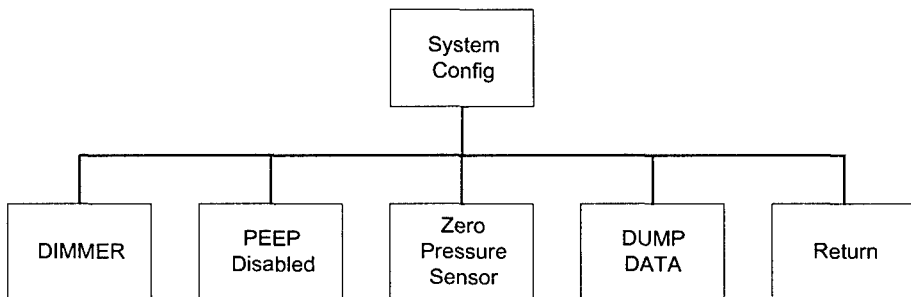 System
Config
DIMMER
PEEP
Disabled
Zero
Pressure
Sensor
DUMP
DATA
Return